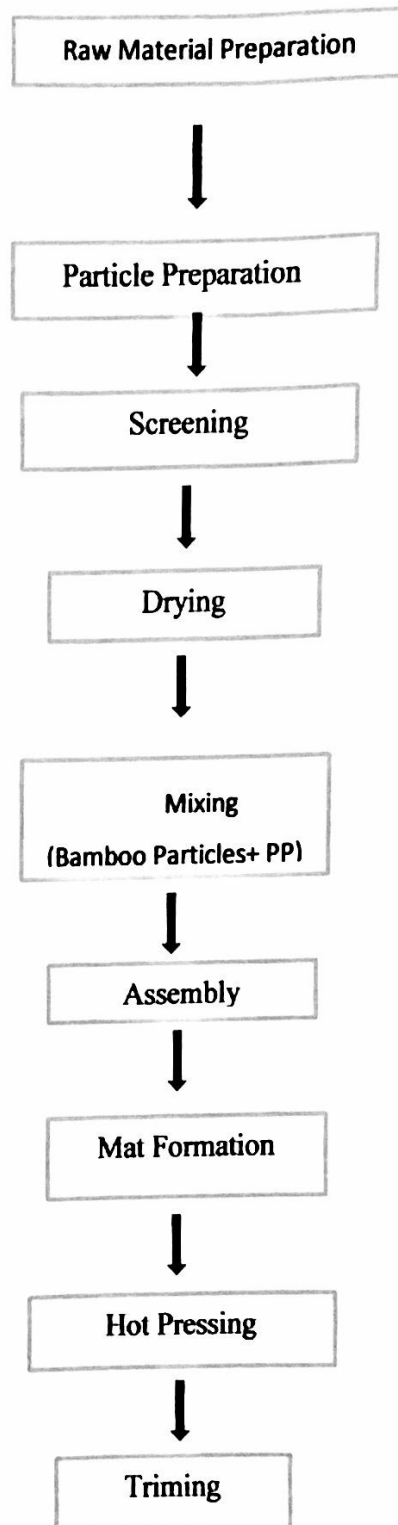 Raw Material Preparation
Particle Preparation
Screening
Drying
Mixing
(Bamboo Particles+ PP)
Assembly
Mat Formation
Hot Pressing
Triming